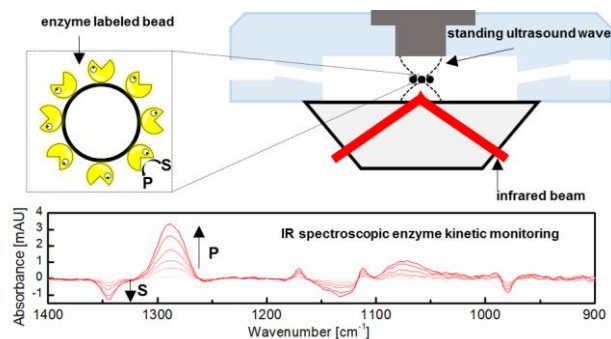 enzyme labeled bead
standing ultrasound wave
S
P
infrared beam
IR spectroscopic enzyme kinetic monitoring
P
S
Absorbance [mAU]
4
3
2
1
0
-1
1400 1300 1200 1100 1000 900
Wavenumber [cm⁻¹]